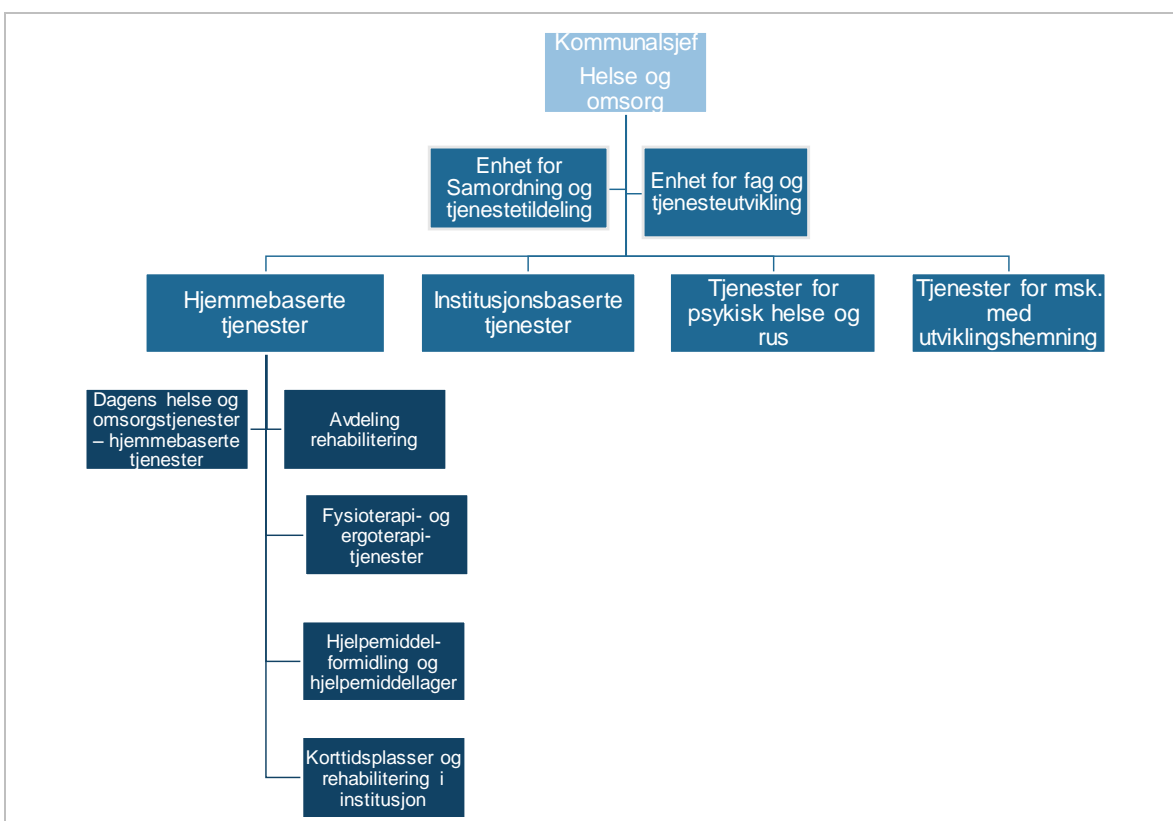 Kommunalsjef
Helse og
omsorg
Enhet for
Samordning og
tjenestetildeling
Enhet for fag og
tjenesteutvikling
Hjemmebaserte
tjenester
Institusjonsbaserte
tjenester
Tjenester for
psykisk helse og
rus
Tjenester for msk.
med
utviklingshemning
Dagens helse og
omsorgstjenester
– hjemmebaserte
tjenester
Avdeling
rehabilitering
Fysioterapi- og
ergoterapi-
tjenester
Hjelpemiddel-
formidling og
hjelpemiddellager
Korttidsplasser og
rehabilitering i
institusjon